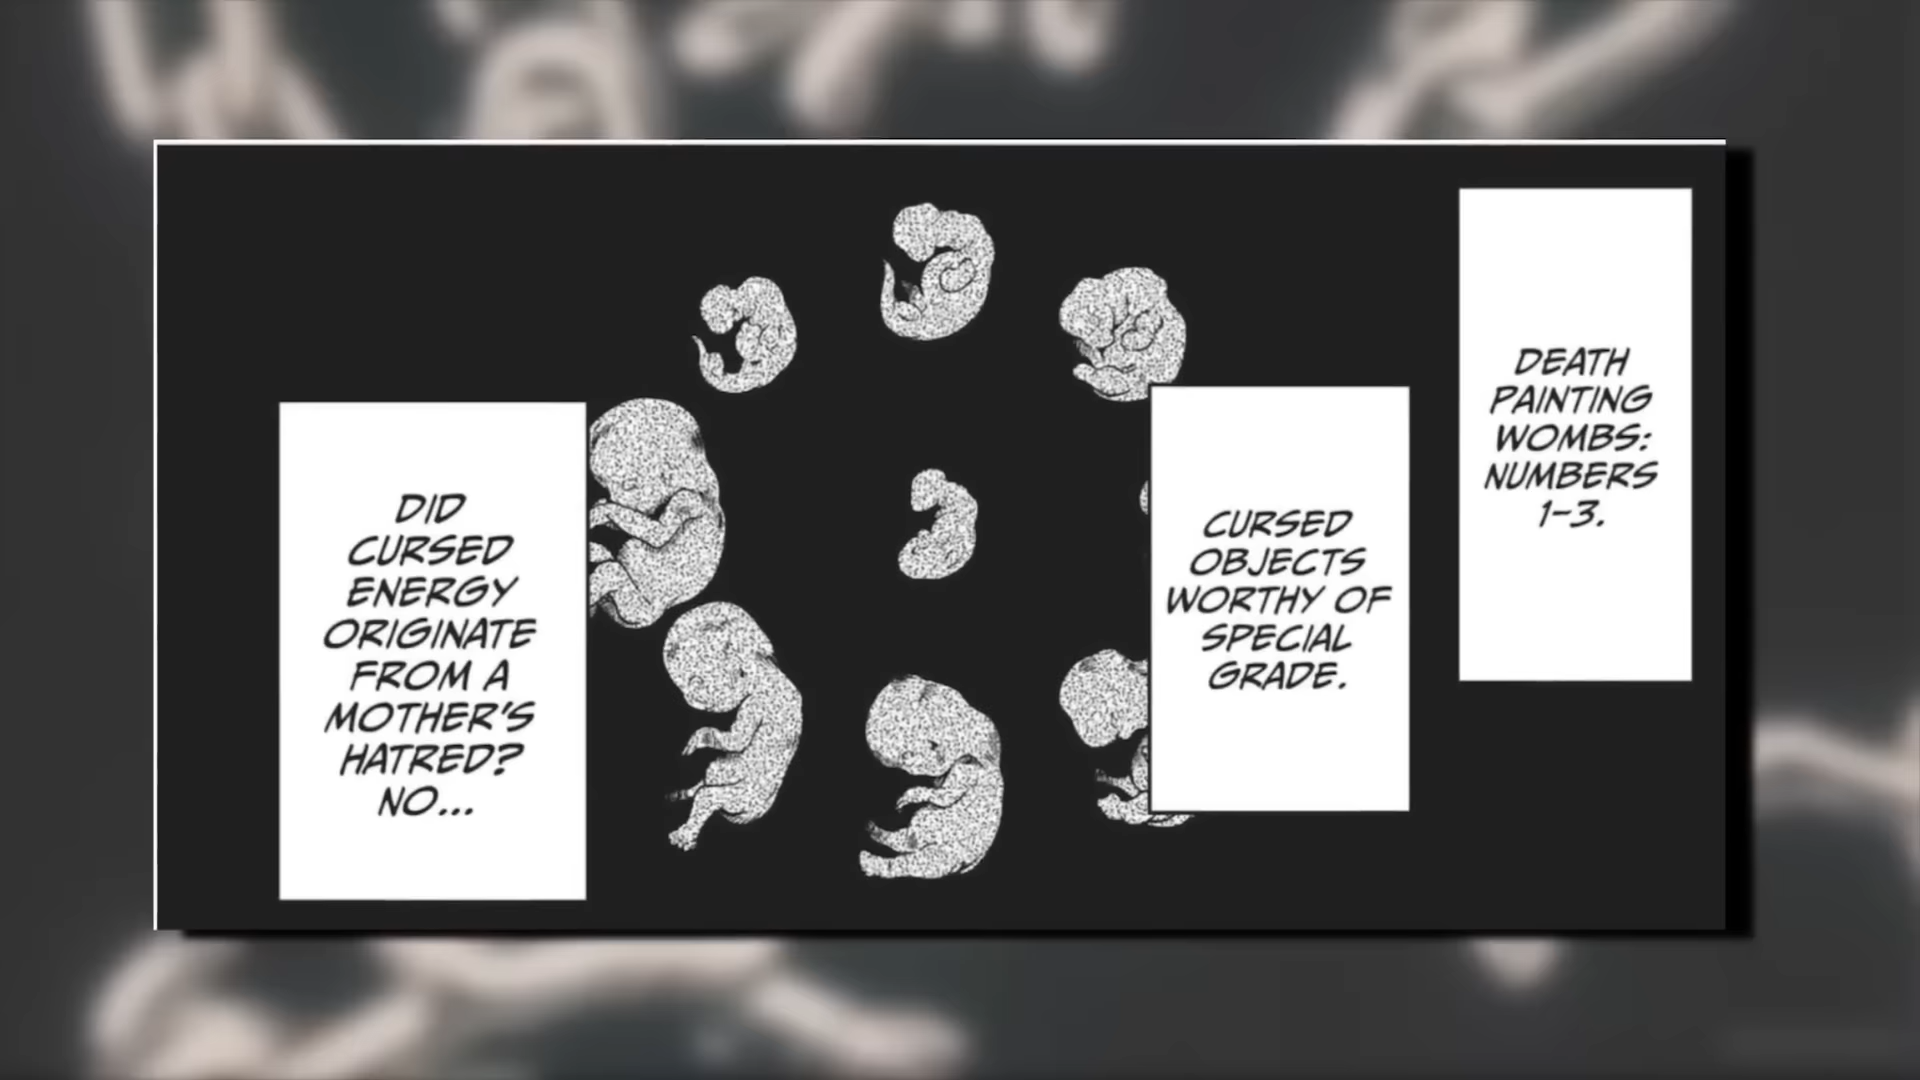 DEATH
PAINTING
WOMBS:
NUMBERS
1-3.
CURSED
OBJECTS
WORTHY OF
SPECIAL
GRADE.
DID
CURSED
ENERGY
ORIGINATE
FROM A
MOTHER'S
HATRED?
NO...